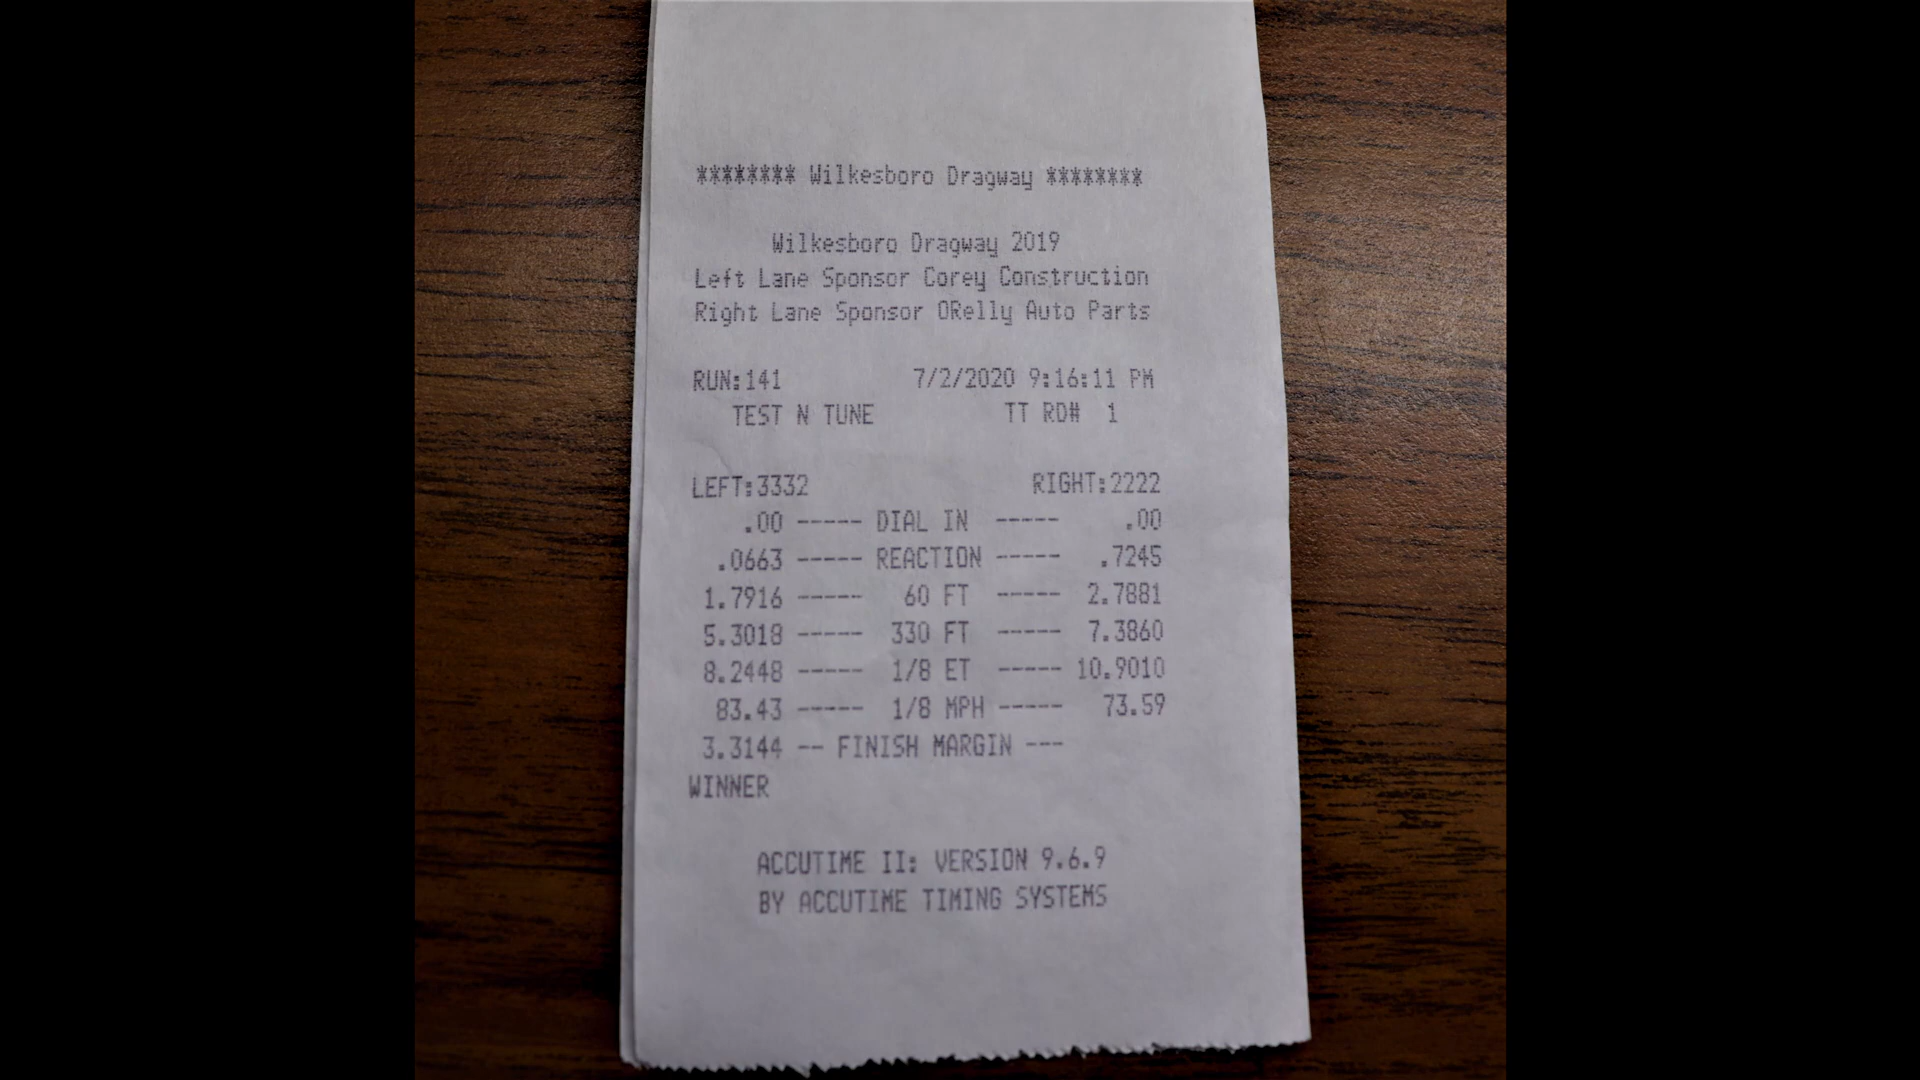 ******** Wilkesboro Dragway ********
Wilkesboro Dragway 2019
Left Lane Sponsor Corey Construction
Right Lane Sponsor ORelly Auto Parts
RUN:141 7/2/2020 9:16:11 PM
TEST N TUNE TT RD# 1
LEFT:3332 RIGHT:2222
.00 ----- DIAL IN ----- .00
.0663 ----- REACTION ----- .7245
1.7916 ----- 60 FT ----- 2.7881
5.3018 ----- 330 FT ----- 7.3860
8.2448 ----- 1/8 ET ----- 10.9010
83.43 ----- 1/8 MPH ----- 73.59
3.3144 -- FINISH MARGIN ---
WINNER
ACCUTIME II: VERSION 9.6.9
BY ACCUTIME TIMING SYSTEMS